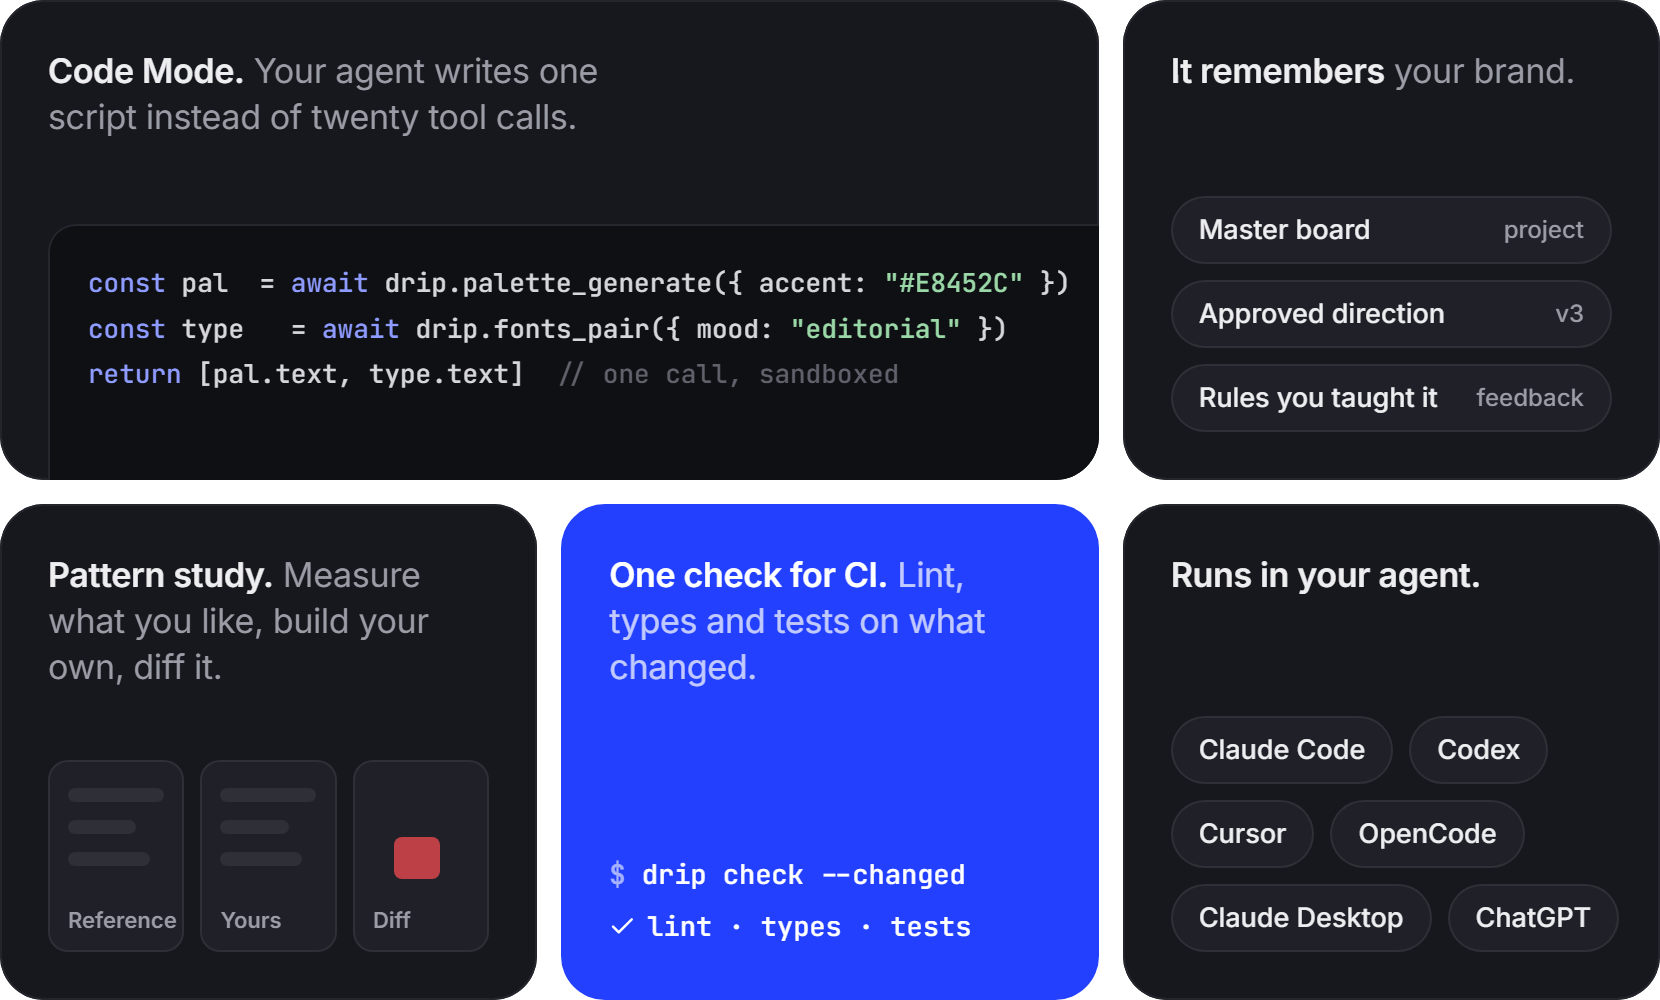 Code Mode. Your agent writes one
script instead of twenty tool calls.
const pal  = await drip.palette_generate({ accent: "#E8452C" })
const type   = await drip.fonts_pair({ mood: "editorial" })
return [pal.text, type.text]  // one call, sandboxed
It remembers your brand.
Master board project
Approved direction v3
Rules you taught it feedback
Pattern study. Measure
what you like, build your
own, diff it.
Reference Yours Diff
One check for CI. Lint,
types and tests on what
changed.
$ drip check --changed
✓ lint · types · tests
Runs in your agent.
Claude Code Codex
Cursor OpenCode
Claude Desktop ChatGPT